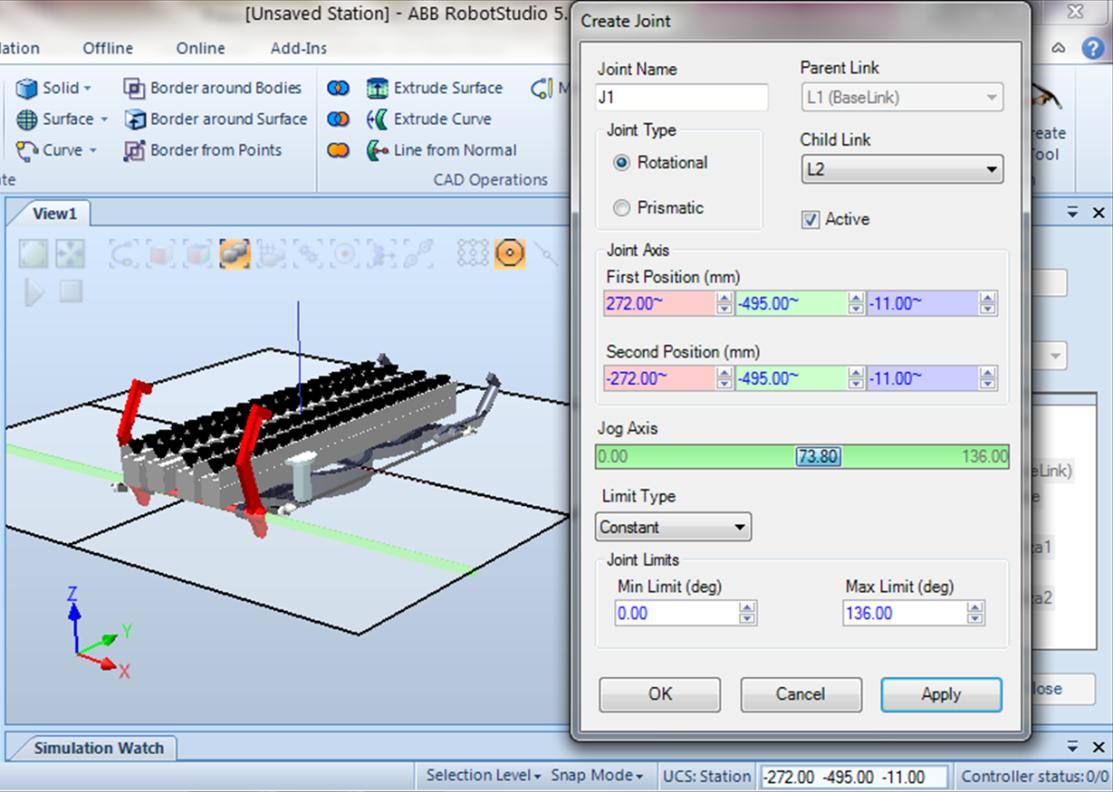 [Unsaved Station] - ABB RobotStudio 5.
lation Offline Online Add-Ins
Solid Border around Bodies Extrude Surface M
Surface Border around Surface Extrude Curve
Curve Border from Points Line from Normal
te CAD Operations
reate
Tool
View1
Z
Y
X
Create Joint
Joint Name Parent Link
J1 L1 (BaseLink)
Joint Type Child Link
Rotational L2
Prismatic Active
Joint Axis
First Position (mm)
272.00~ -495.00~ -11.00~
Second Position (mm)
-272.00~ -495.00~ -11.00~
Jog Axis
0.00 73.80 136.00
Limit Type
Constant
Joint Limits
Min Limit (deg) Max Limit (deg)
0.00 136.00
OK Cancel Apply
eLink)
e
za1
za2
lose
Simulation Watch
Selection Level Snap Mode UCS: Station -272.00 -495.00 -11.00 Controller status: 0/0